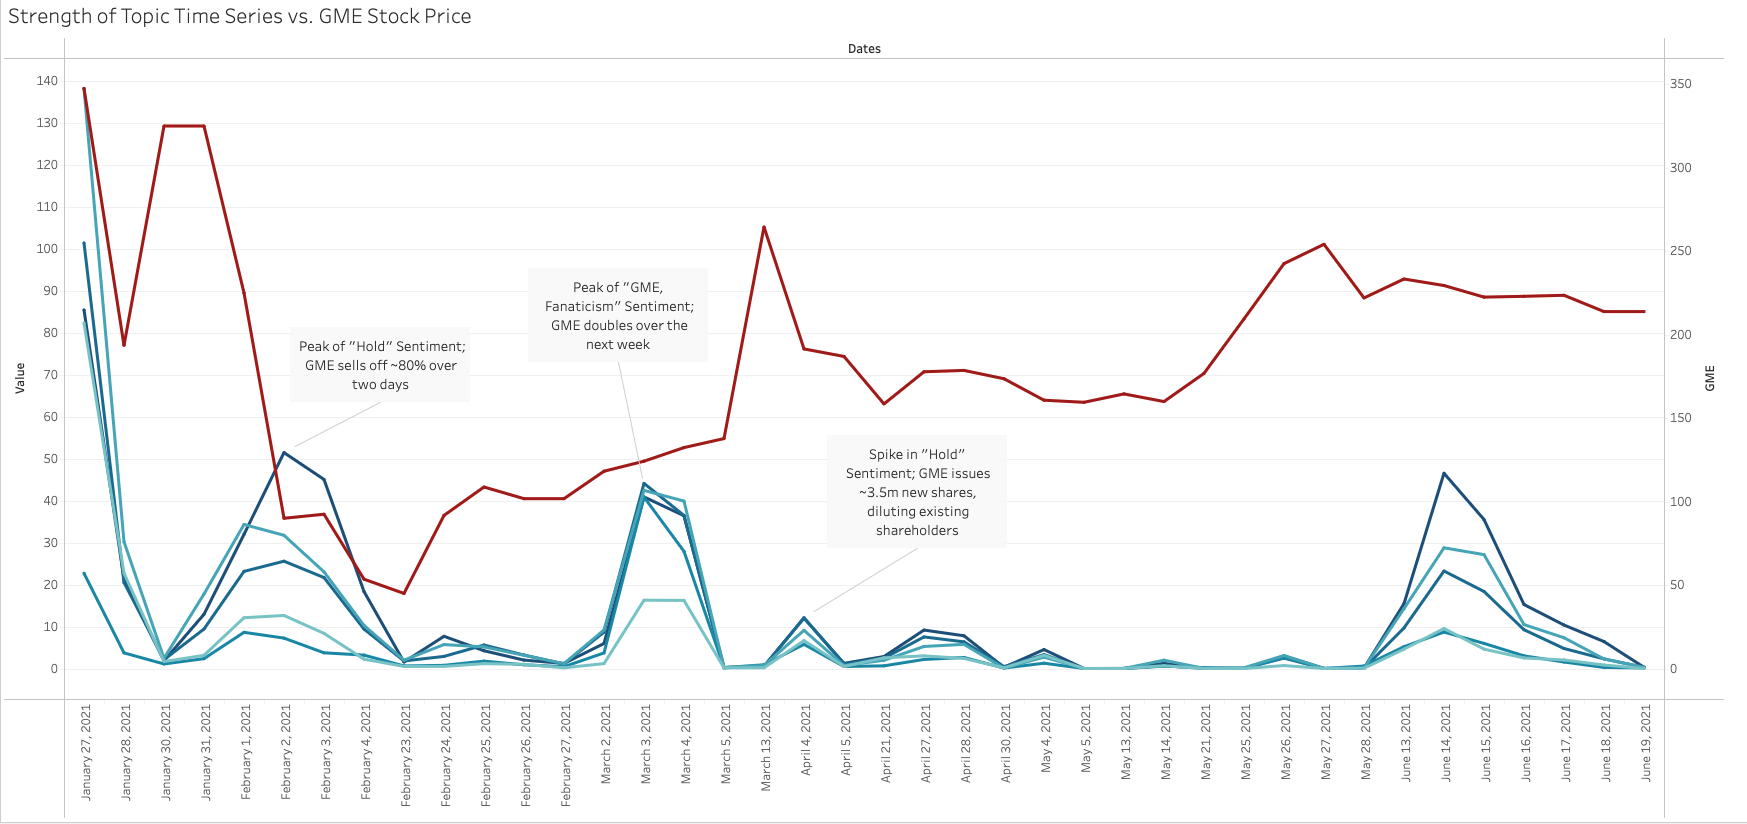 Strength of Topic Time Series vs. GME Stock Price
Dates
140
130
120
110
100
90
80
70
60
50
40
30
20
10
0
Value
350
300
250
200
150
100
50
0
GME
Peak of "Hold" Sentiment;
GME sells off ~80% over
two days
Peak of "GME,
Fanaticism" Sentiment;
GME doubles over the
next week
Spike in "Hold"
Sentiment; GME issues
~3.5m new shares,
diluting existing
shareholders
January 27, 2021
January 28, 2021
January 30, 2021
January 31, 2021
February 1, 2021
February 2, 2021
February 3, 2021
February 4, 2021
February 23, 2021
February 24, 2021
February 25, 2021
February 26, 2021
February 27, 2021
March 2, 2021
March 3, 2021
March 4, 2021
March 5, 2021
March 13, 2021
April 4, 2021
April 5, 2021
April 21, 2021
April 27, 2021
April 28, 2021
April 30, 2021
May 4, 2021
May 5, 2021
May 13, 2021
May 14, 2021
May 21, 2021
May 25, 2021
May 26, 2021
May 27, 2021
May 28, 2021
June 13, 2021
June 14, 2021
June 15, 2021
June 16, 2021
June 17, 2021
June 18, 2021
June 19, 2021